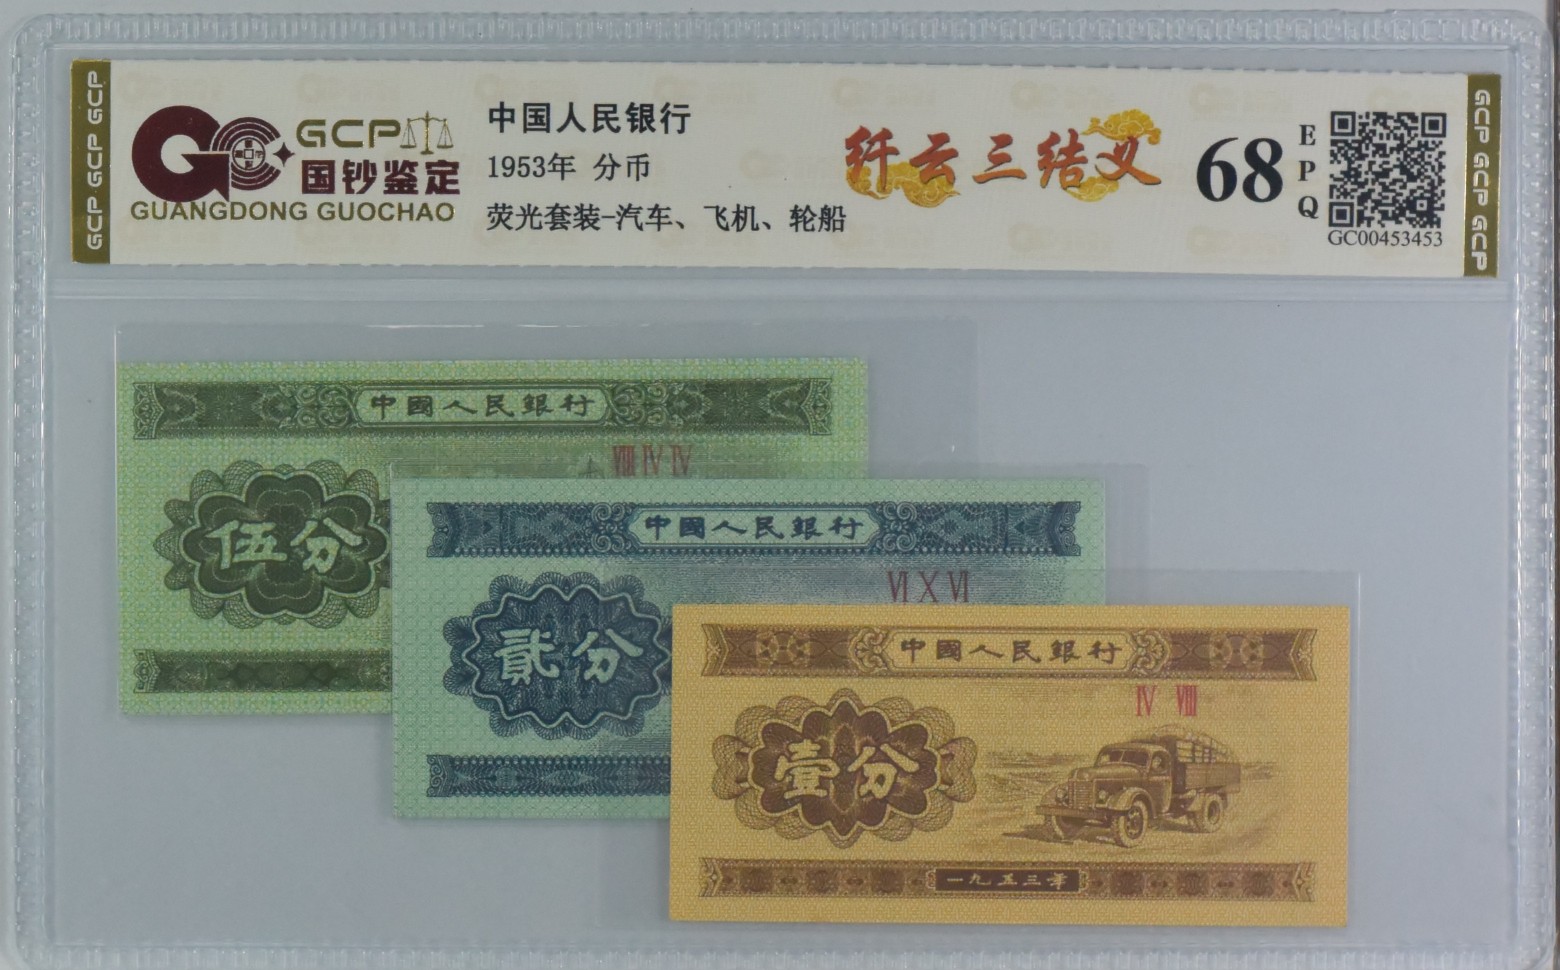 GCP GCP GCP
GCP
国钞鉴定
GUANGDONG GUOCHAO
中国人民银行
1953年 分币
荧光套装-汽车、飞机、轮船
纤云三结义
68
EPQ
GC00453453
GCP GCP GCP
中國人民銀行
VIII IV IV
伍分
中國人民銀行
VI X VI
貳分
中國人民銀行
IV VIII
壹分
一九五三年